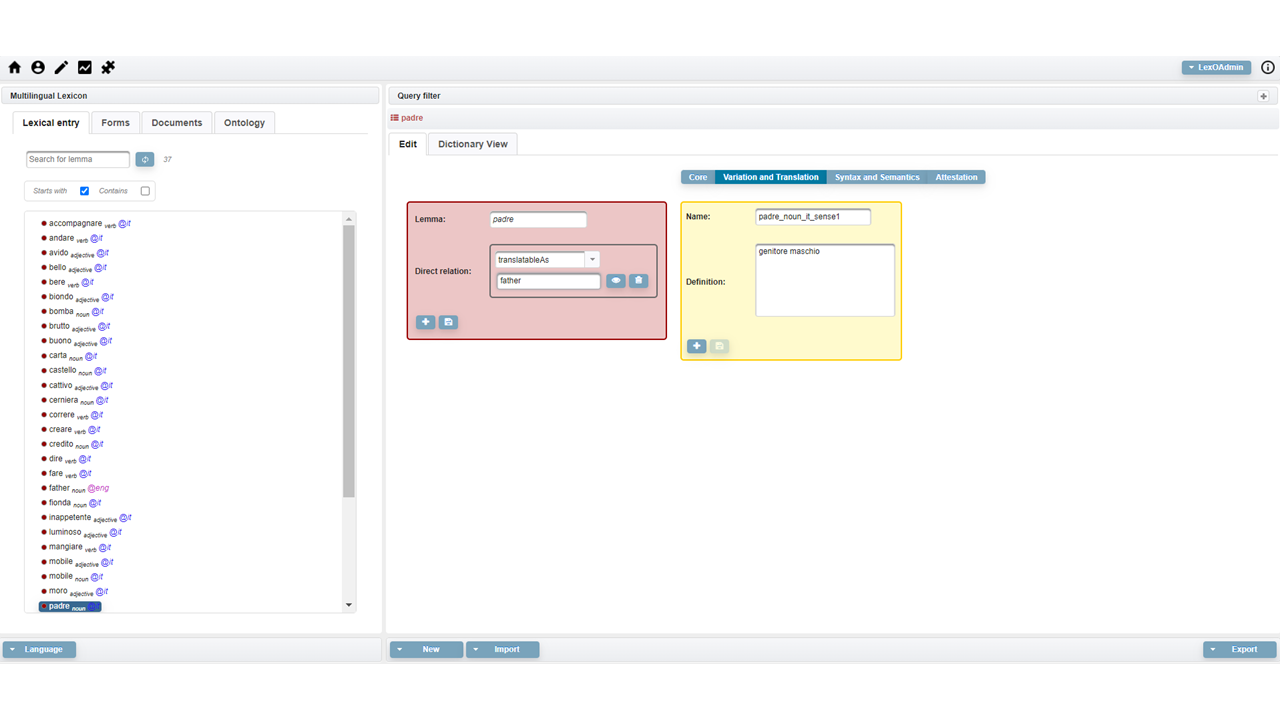 LexOAdmin
Multilingual Lexicon
Lexical entry Forms Documents Ontology
Search for lemma 37
Starts with Contains
accompagnare verb @it
andare verb @it
avido adjective @it
bello adjective @it
bere verb @it
biondo adjective @it
bomba noun @it
brutto adjective @it
buono adjective @it
carta noun @it
castello noun @it
cattivo adjective @it
cerniera noun @it
correre verb @it
creare verb @it
credito noun @it
dire verb @it
fare verb @it
father noun @eng
fionda noun @it
inappetente adjective @it
luminoso adjective @it
mangiare verb @it
mobile adjective @it
mobile noun @it
moro adjective @it
padre noun @it
Language
Query filter
padre
Edit Dictionary View
Core Variation and Translation Syntax and Semantics Attestation
Lemma: padre
Direct relation: translatableAs
father
Name: padre_noun_it_sense1
Definition: genitore maschio
New Import Export